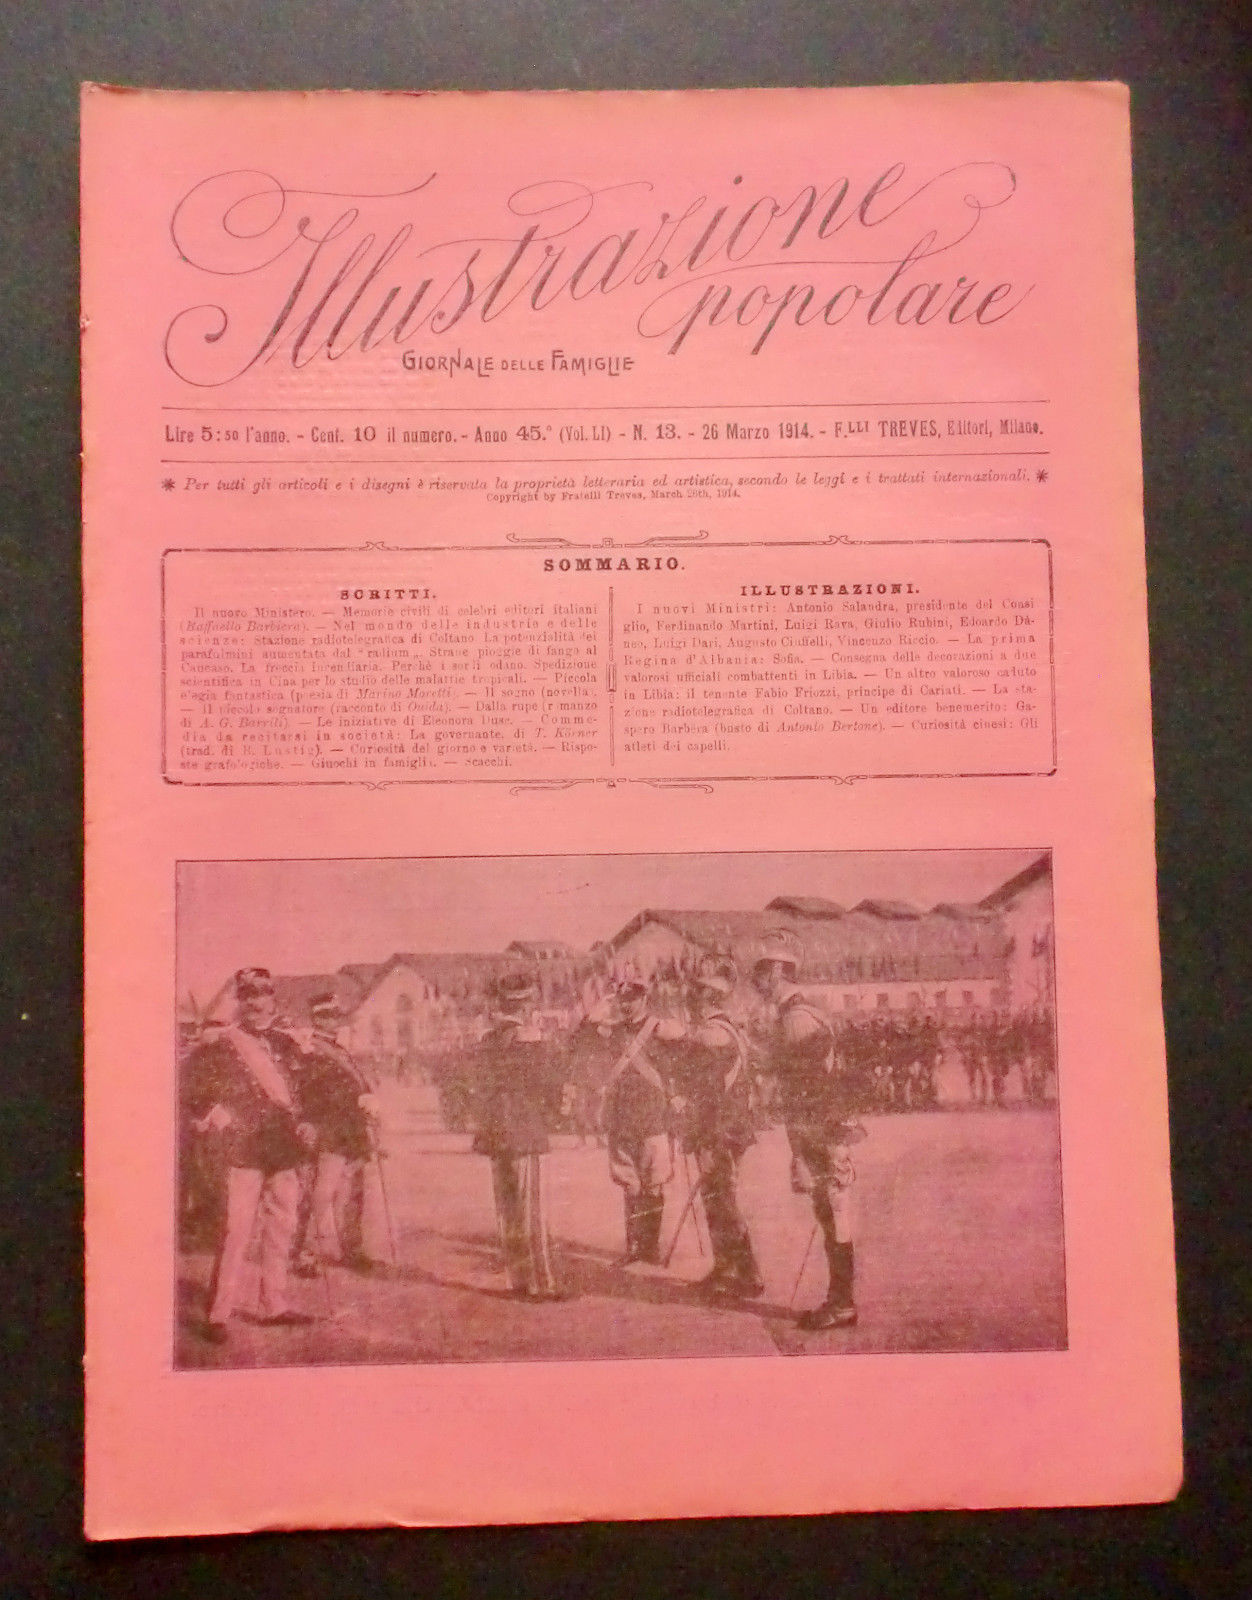 Illustrazione
popolare
GIORNALE DELLE FAMIGLIE
Lire 5:50 l'anno. - Cent. 10 il numero. - Anno 45.° (Vol. LI) - N. 13. - 26 Marzo 1914. - F.LLI TREVES, Editori, Milano.
* Per tutti gli articoli e i disegni è riservata la proprietà letteraria ed artistica, secondo le leggi e i trattati internazionali. *
Copyright by Fratelli Treves, March 26th, 1914.
SOMMARIO.
SCRITTI.
Il nuovo Ministero. — Memorie civili di celebri editori italiani
(Raffaello Barbiera). — Nel mondo delle industrie e delle
scienze: Stazione radiotelegrafica di Coltano. La potenzialità dei
parafulmini aumentata dal "radium„. Strane pioggie di fango al
Caucaso. La freccia incendiaria. Perchè i sordi odano. Spedizione
scientifica in Cina per lo studio delle malattie tropicali. — Piccola
elegia fantastica (poesia di Marino Moretti). — Il sogno (novella).
— Il piccolo sognatore (racconto di Ouida). — Dalla rupe (romanzo
di A. G. Barrili). — Le iniziative di Eleonora Duse. — Comme-
dia da recitarsi in società: La governante, di T. Körner
(trad. di E. Lustig). — Curiosità del giorno e varietà. — Rispo-
ste grafologiche. — Giuochi in famiglia. — Scacchi.
ILLUSTRAZIONI.
I nuovi Ministri: Antonio Salandra, presidente del Consi
glio, Ferdinando Martini, Luigi Rava, Giulio Rubini, Edoardo Da-
neo, Luigi Dari, Augusto Ciuffelli, Vincenzo Riccio. — La prima
Regina d'Albania: Sofia. — Consegna delle decorazioni a due
valorosi ufficiali combattenti in Libia. — Un altro valoroso caduto
in Libia: il tenente Fabio Friozzi, principe di Cariati. — La sta-
zione radiotelegrafica di Coltano. — Un editore benemerito: Ga-
spero Barbèra (busto di Antonio Bortone). — Curiosità cinesi: Gli
atleti dei capelli.